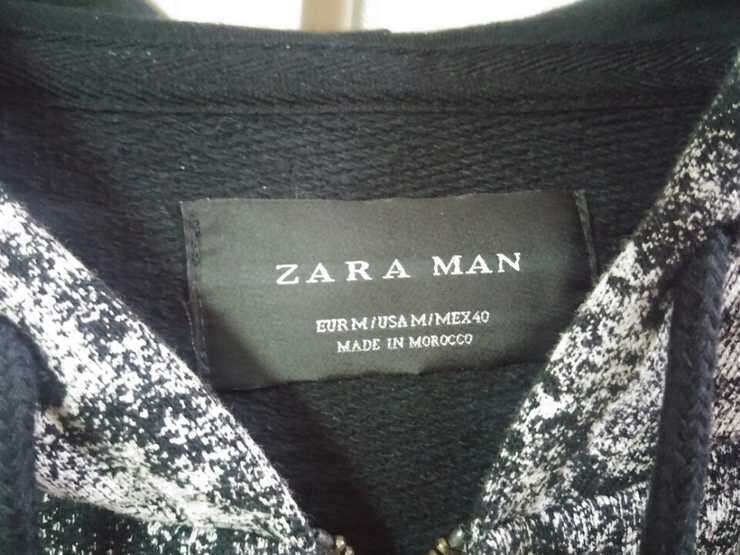 ZARA MAN
EUR M/USA M/MEX 40
MADE IN MOROCCO